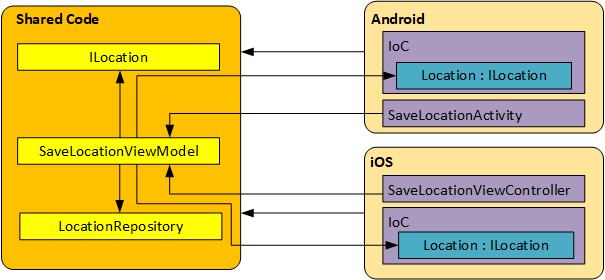 Shared Code
ILocation
SaveLocationViewModel
LocationRepository
Android
IoC
Location : ILocation
SaveLocationActivity
iOS
SaveLocationViewController
IoC
Location : ILocation